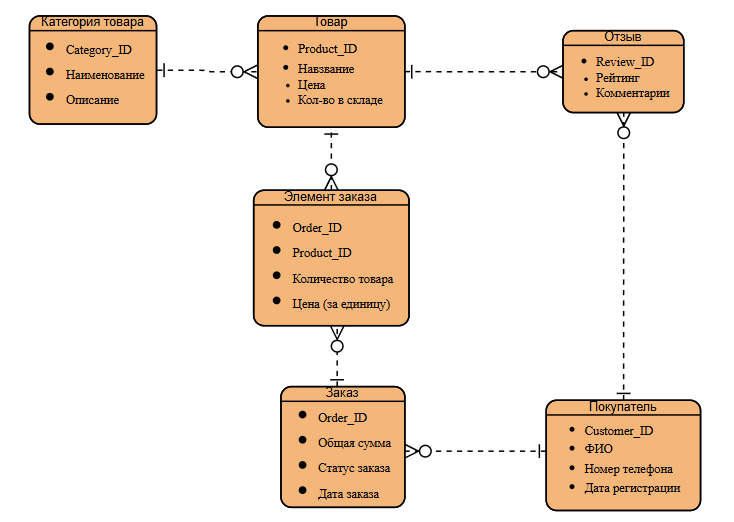 Категория товара
Category_ID
Наименование
Описание
Товар
Product_ID
Навзвание
Цена
Кол-во в складе
Отзыв
Review_ID
Рейтинг
Комментарии
Элемент заказа
Order_ID
Product_ID
Количество товара
Цена (за единицу)
Заказ
Order_ID
Общая сумма
Статус заказа
Дата заказа
Покупатель
Customer_ID
ФИО
Номер телефона
Дата регистрации